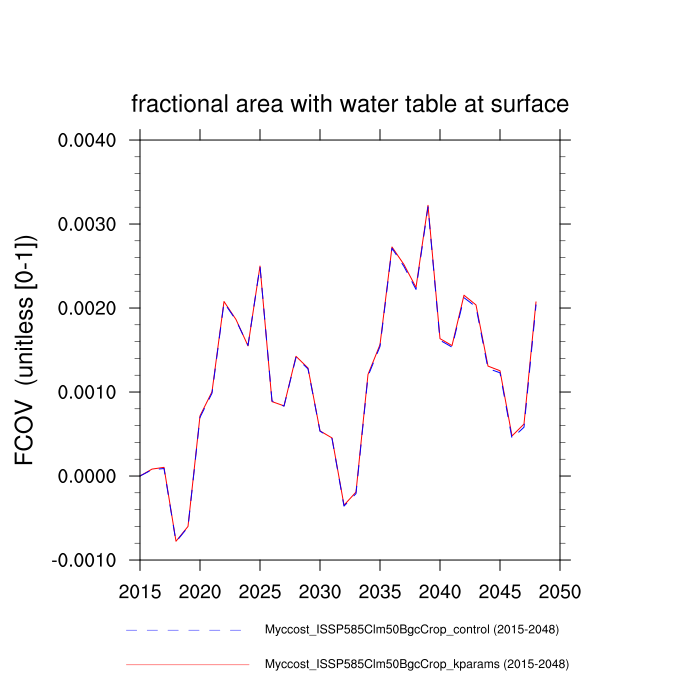 fractional area with water table at surface
FCOV (unitless [0-1])
0.0040
0.0030
0.0020
0.0010
0.0000
-0.0010
2015 2020 2025 2030 2035 2040 2045 2050
Myccost_ISSP585Clm50BgcCrop_control (2015-2048)
Myccost_ISSP585Clm50BgcCrop_kparams (2015-2048)